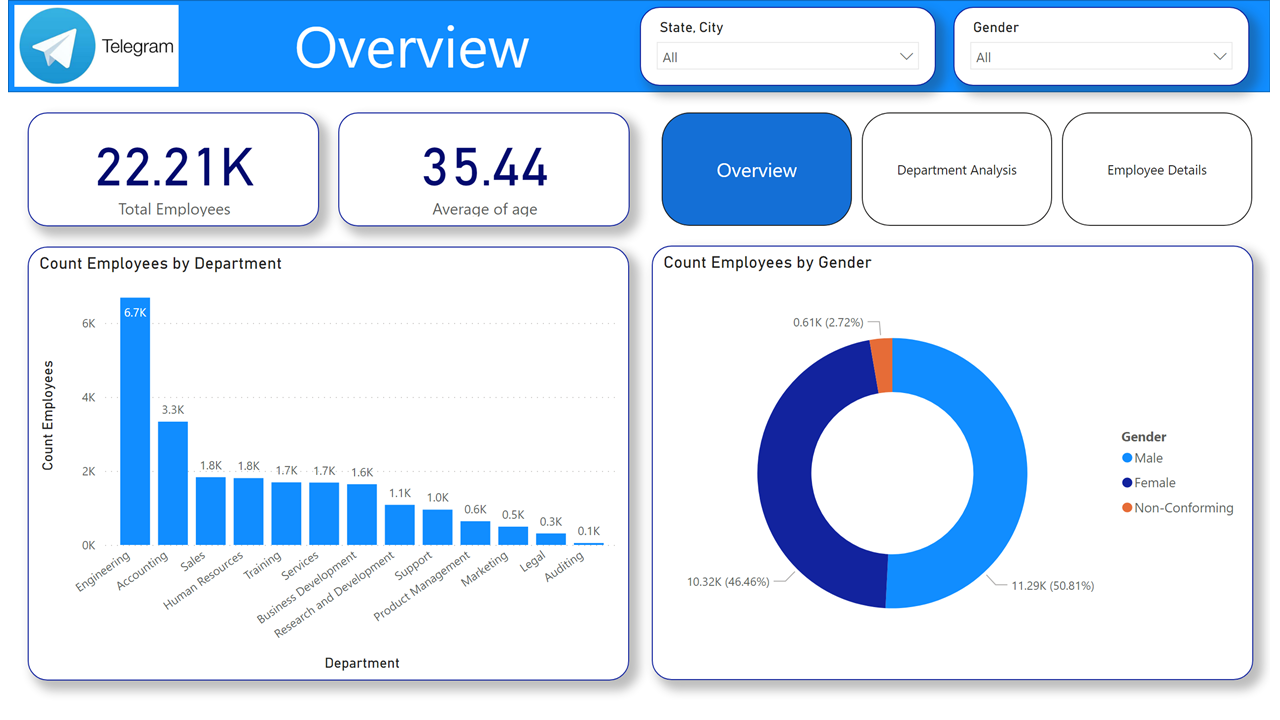 Telegram
Overview
State, City
All
Gender
All
22.21K
Total Employees
35.44
Average of age
Overview
Department Analysis
Employee Details
Count Employees by Department
Count Employees
6K
4K
2K
0K
6.7K
3.3K
1.8K
1.8K
1.7K
1.7K
1.6K
1.1K
1.0K
0.6K
0.5K
0.3K
0.1K
Engineering
Accounting
Sales
Human Resources
Training
Services
Business Development
Research and Development
Support
Product Management
Marketing
Legal
Auditing
Department
Count Employees by Gender
0.61K (2.72%)
10.32K (46.46%)
11.29K (50.81%)
Gender
Male
Female
Non-Conforming